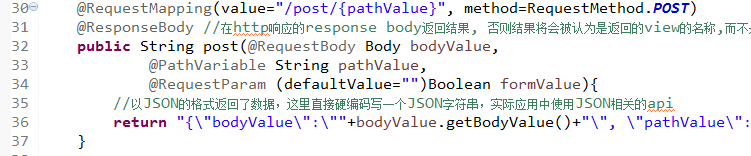 30 @RequestMapping(value="/post/{pathValue}", method=RequestMethod.POST)
31 @ResponseBody //在http响应的response body返回结果, 否则结果将会被认为是返回的view的名称,而不
32 public String post(@RequestBody Body bodyValue,
33 @PathVariable String pathValue,
34 @RequestParam (defaultValue="")Boolean formValue){
35 //以JSON的格式返回了数据，这里直接硬编码写一个JSON字符串，实际应用中使用JSON相关的api
36 return "{\"bodyValue\":\""+bodyValue.getBodyValue()+"\", \"pathValue\":
37 }